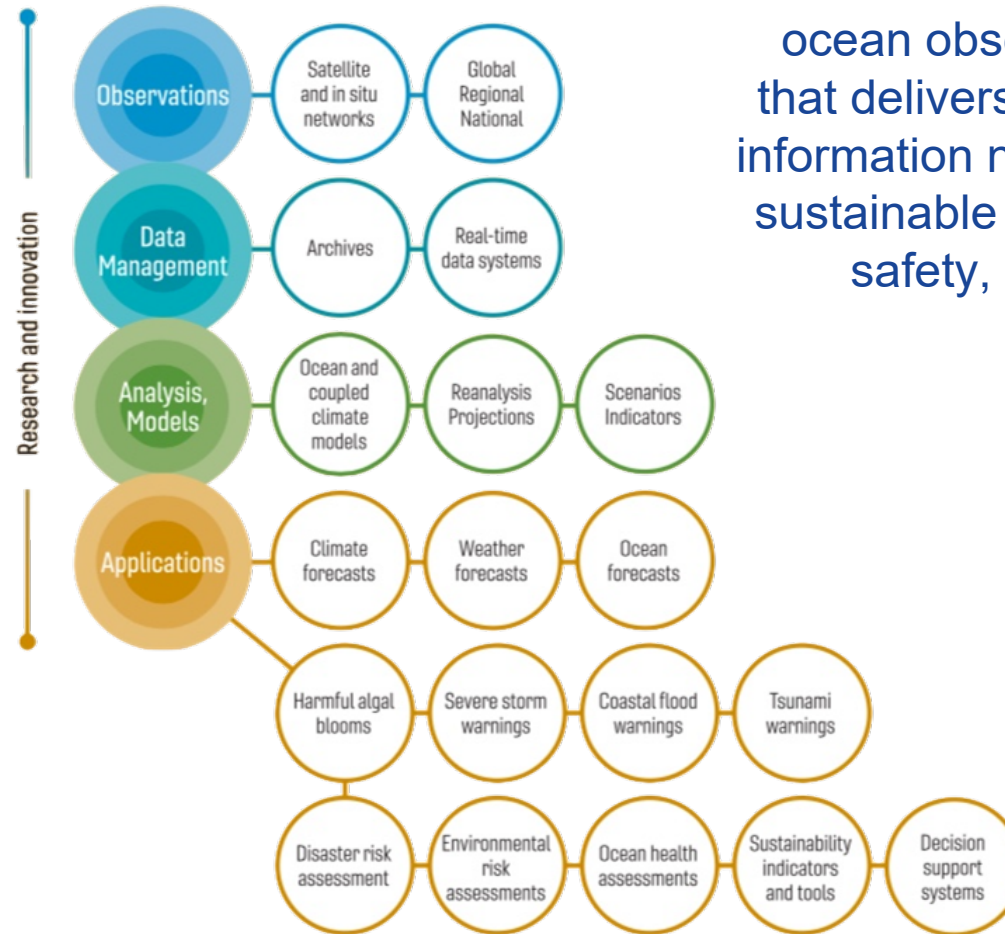 ocean obse
that delivers
information n
sustainable
safety,
Research and innovation
Observations
Satellite
and in situ
networks
Global
Regional
National
Data
Management
Archives
Real-time
data systems
Analysis,
Models
Ocean and
coupled
climate
models
Reanalysis
Projections
Scenarios
Indicators
Applications
Climate
forecasts
Weather
forecasts
Ocean
forecasts
Harmful algal
blooms
Severe storm
warnings
Coastal flood
warnings
Tsunami
warnings
Disaster risk
assessment
Environmental
risk
assessments
Ocean health
assessments
Sustainability
indicators
and tools
Decision
support
systems